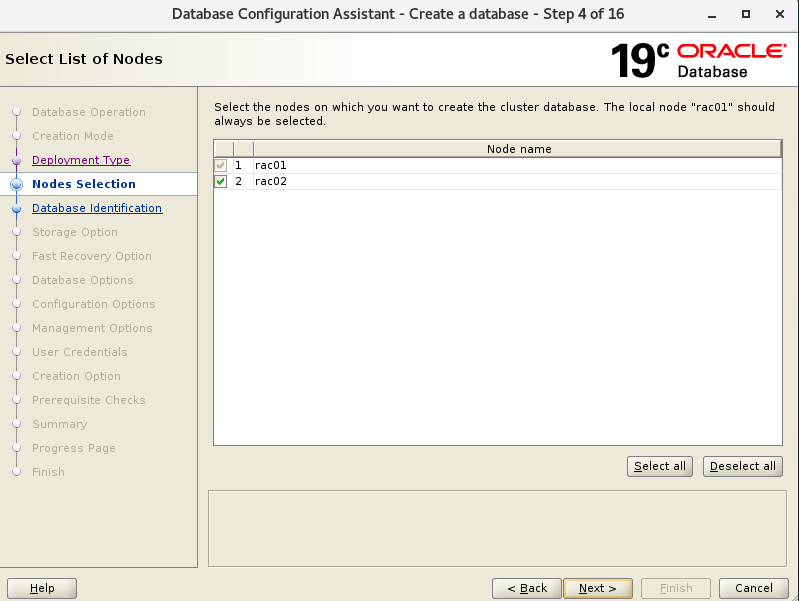 Database Configuration Assistant - Create a database - Step 4 of 16
Select List of Nodes
19c ORACLE
Database
Database Operation
Creation Mode
Deployment Type
Nodes Selection
Database Identification
Storage Option
Fast Recovery Option
Database Options
Configuration Options
Management Options
User Credentials
Creation Option
Prerequisite Checks
Summary
Progress Page
Finish
Select the nodes on which you want to create the cluster database. The local node "rac01" should
always be selected.
Node name
1 rac01
2 rac02
Select all Deselect all
Help < Back Next > Finish Cancel